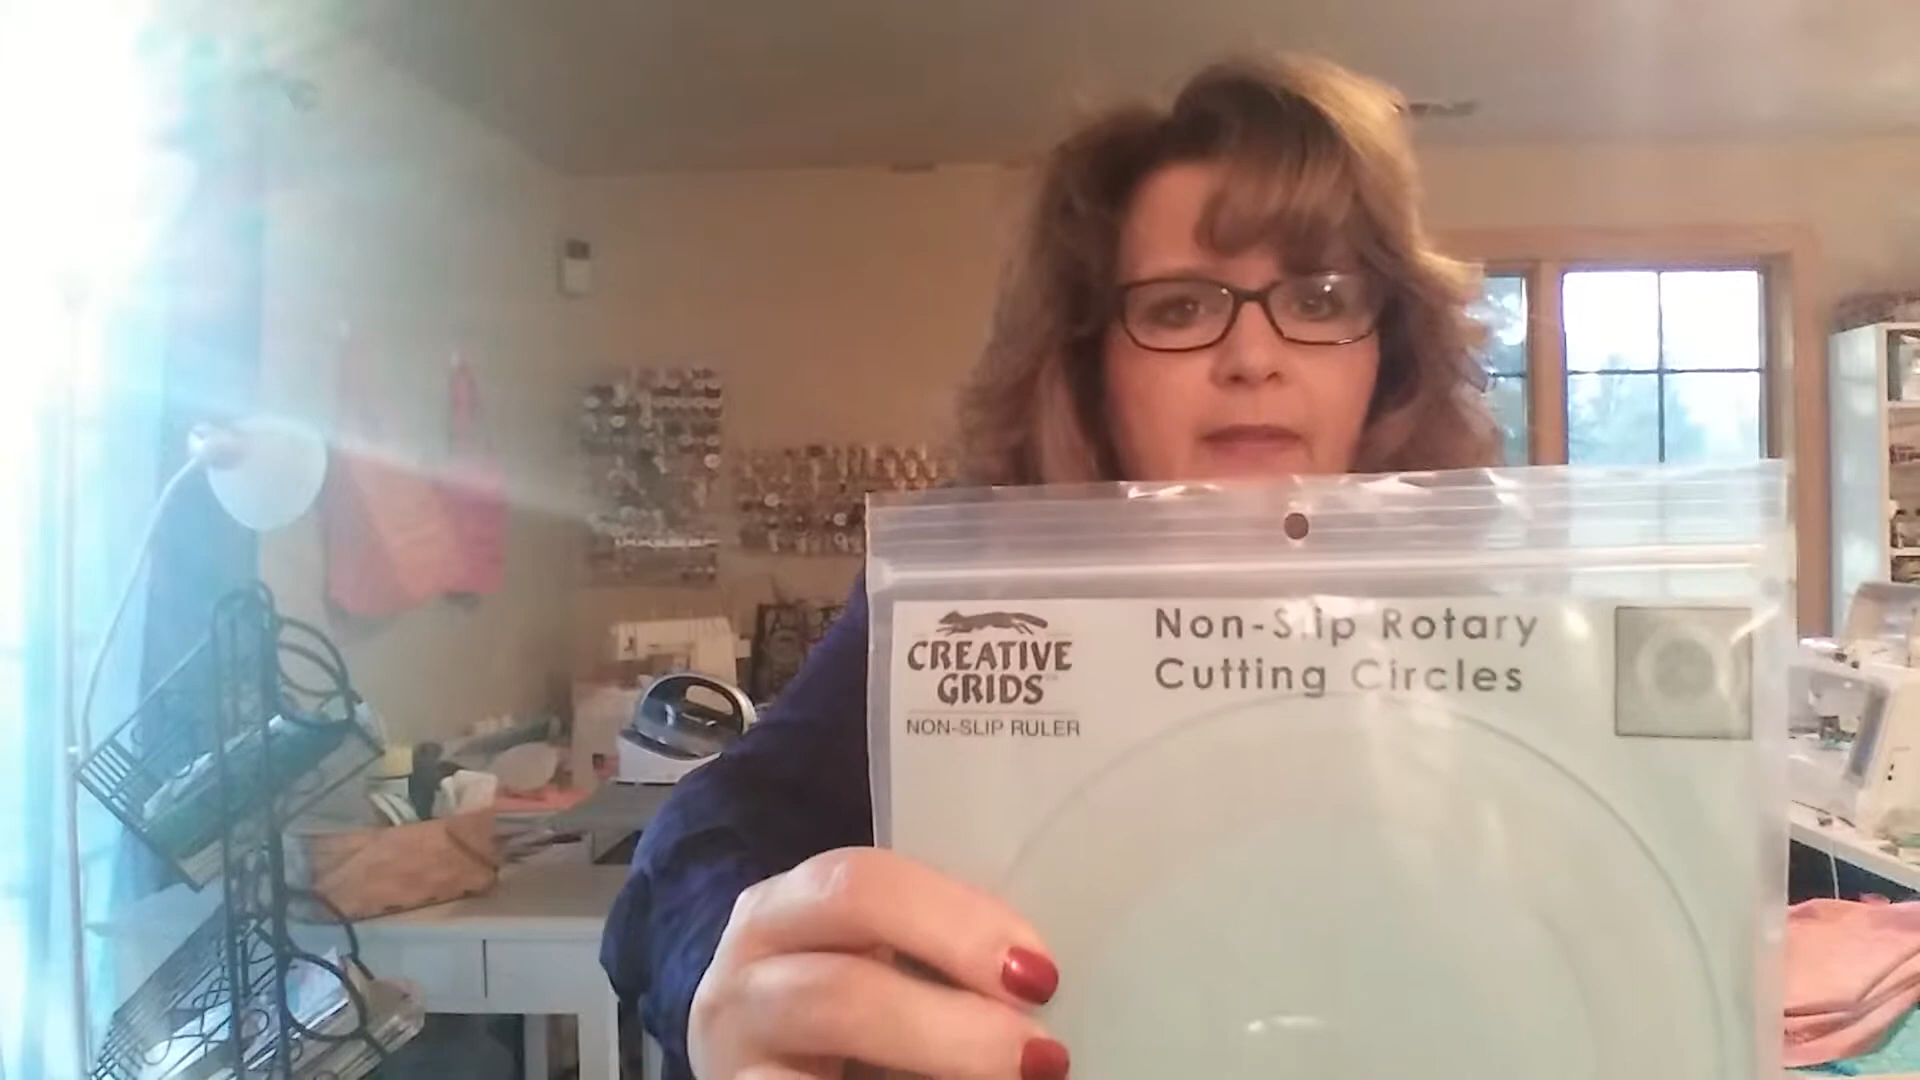 CREATIVE
GRIDS
NON-SLIP RULER
Non-Slip Rotary
Cutting Circles